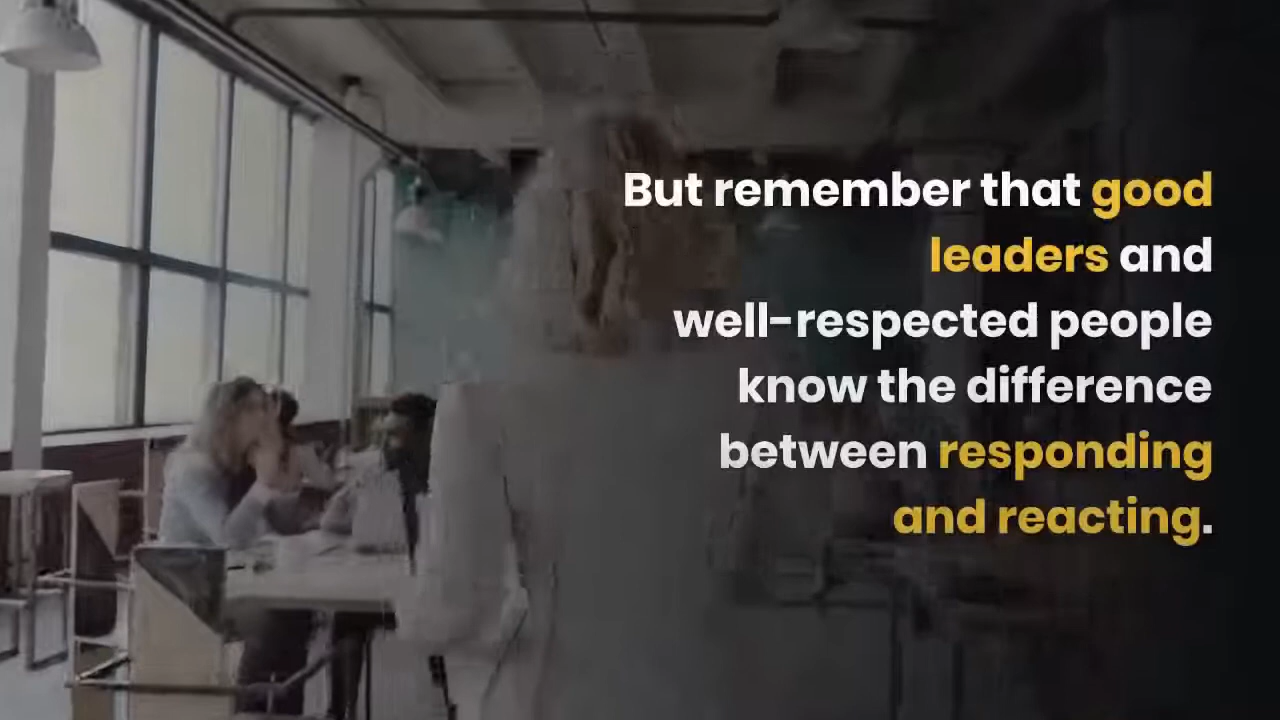 But remember that good
leaders and
well-respected people
know the difference
between responding
and reacting.